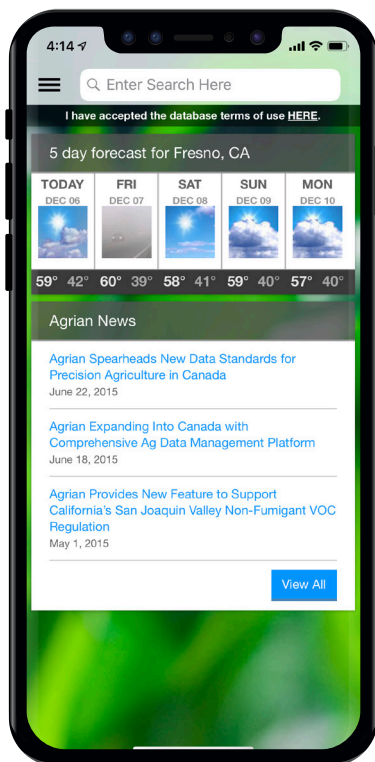 4:14
Enter Search Here
I have accepted the database terms of use HERE.
5 day forecast for Fresno, CA
TODAY FRI SAT SUN MON
DEC 06 DEC 07 DEC 08 DEC 09 DEC 10
59° 42° 60° 39° 58° 41° 59° 40° 57° 40°
Agrian News
Agrian Spearheads New Data Standards for
Precision Agriculture in Canada
June 22, 2015
Agrian Expanding Into Canada with
Comprehensive Ag Data Management Platform
June 18, 2015
Agrian Provides New Feature to Support
California's San Joaquin Valley Non-Fumigant VOC
Regulation
May 1, 2015
View All